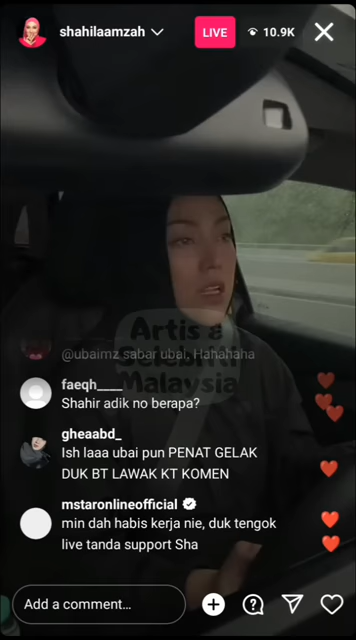 shahilaamzah
LIVE
10.9K
Artis &
Selebriti
Malaysia
@ubaimz sabar ubai, Hahahaha
faeqh____
Shahir adik no berapa?
gheaabd_
Ish laaa ubai pun PENAT GELAK
DUK BT LAWAK KT KOMEN
mstaronlineofficial
min dah habis kerja nie, duk tengok
live tanda support Sha
Add a comment...